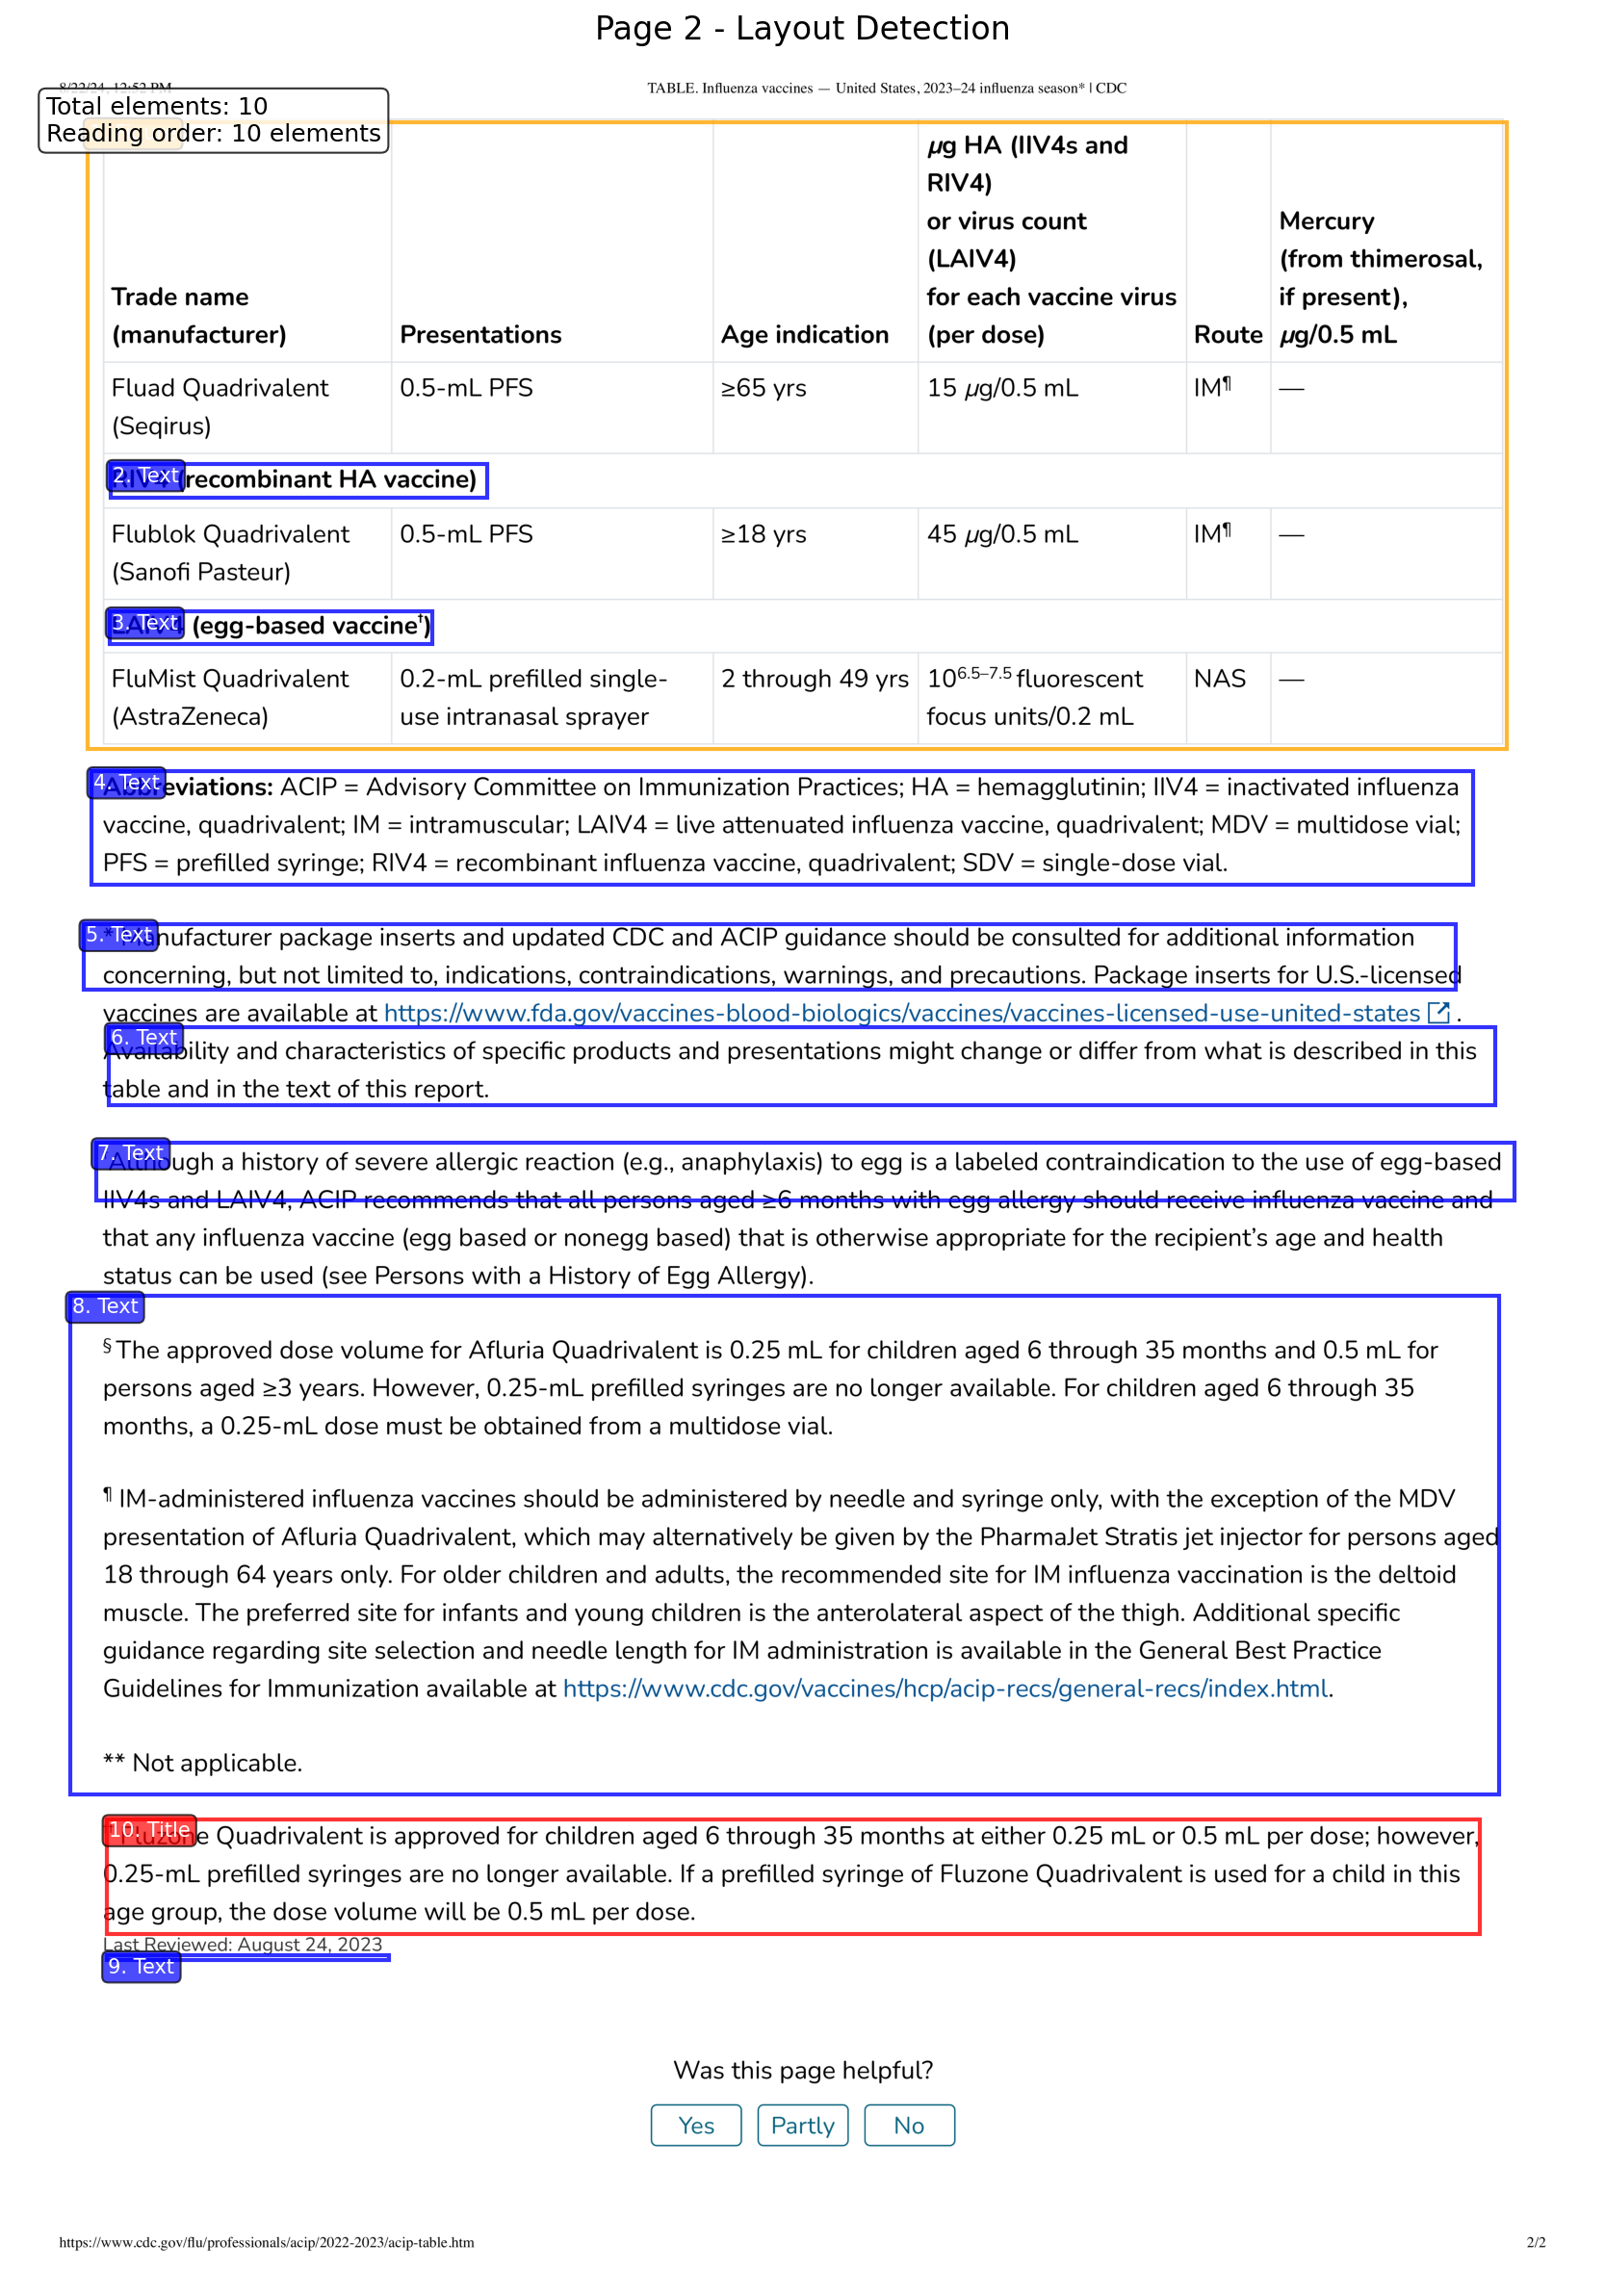 Page 2 - Layout Detection
8/22/24, 12:52 PM
TABLE. Influenza vaccines — United States, 2023–24 influenza season* | CDC
Total elements: 10
Reading order: 10 elements
Trade name
(manufacturer)
Presentations
Age indication
µg HA (IIV4s and
RIV4)
or virus count
(LAIV4)
for each vaccine virus
(per dose)
Route
Mercury
(from thimerosal,
if present),
µg/0.5 mL
Fluad Quadrivalent
(Seqirus)
0.5-mL PFS
≥65 yrs
15 µg/0.5 mL
IM¶
—
2. Text
RIV4 (recombinant HA vaccine)
Flublok Quadrivalent
(Sanofi Pasteur)
0.5-mL PFS
≥18 yrs
45 µg/0.5 mL
IM¶
—
3. Text
LAIV4 (egg-based vaccine†)
FluMist Quadrivalent
(AstraZeneca)
0.2-mL prefilled single-
use intranasal sprayer
2 through 49 yrs
10^6.5–7.5 fluorescent
focus units/0.2 mL
NAS
—
4. Text
Abbreviations: ACIP = Advisory Committee on Immunization Practices; HA = hemagglutinin; IIV4 = inactivated influenza
vaccine, quadrivalent; IM = intramuscular; LAIV4 = live attenuated influenza vaccine, quadrivalent; MDV = multidose vial;
PFS = prefilled syringe; RIV4 = recombinant influenza vaccine, quadrivalent; SDV = single-dose vial.
5. Text
* Manufacturer package inserts and updated CDC and ACIP guidance should be consulted for additional information
concerning, but not limited to, indications, contraindications, warnings, and precautions. Package inserts for U.S.-licensed
vaccines are available at https://www.fda.gov/vaccines-blood-biologics/vaccines/vaccines-licensed-use-united-states .
6. Text
Availability and characteristics of specific products and presentations might change or differ from what is described in this
table and in the text of this report.
7. Text
Although a history of severe allergic reaction (e.g., anaphylaxis) to egg is a labeled contraindication to the use of egg-based
IIV4s and LAIV4, ACIP recommends that all persons aged ≥6 months with egg allergy should receive influenza vaccine and
that any influenza vaccine (egg based or nonegg based) that is otherwise appropriate for the recipient’s age and health
status can be used (see Persons with a History of Egg Allergy).
8. Text
§ The approved dose volume for Afluria Quadrivalent is 0.25 mL for children aged 6 through 35 months and 0.5 mL for
persons aged ≥3 years. However, 0.25-mL prefilled syringes are no longer available. For children aged 6 through 35
months, a 0.25-mL dose must be obtained from a multidose vial.
¶ IM-administered influenza vaccines should be administered by needle and syringe only, with the exception of the MDV
presentation of Afluria Quadrivalent, which may alternatively be given by the PharmaJet Stratis jet injector for persons aged
18 through 64 years only. For older children and adults, the recommended site for IM influenza vaccination is the deltoid
muscle. The preferred site for infants and young children is the anterolateral aspect of the thigh. Additional specific
guidance regarding site selection and needle length for IM administration is available in the General Best Practice
Guidelines for Immunization available at https://www.cdc.gov/vaccines/hcp/acip-recs/general-recs/index.html.
** Not applicable.
10. Title
Fluzone Quadrivalent is approved for children aged 6 through 35 months at either 0.25 mL or 0.5 mL per dose; however,
0.25-mL prefilled syringes are no longer available. If a prefilled syringe of Fluzone Quadrivalent is used for a child in this
age group, the dose volume will be 0.5 mL per dose.
Last Reviewed: August 24, 2023
9. Text
Was this page helpful?
Yes
Partly
No
https://www.cdc.gov/flu/professionals/acip/2022-2023/acip-table.htm
2/2